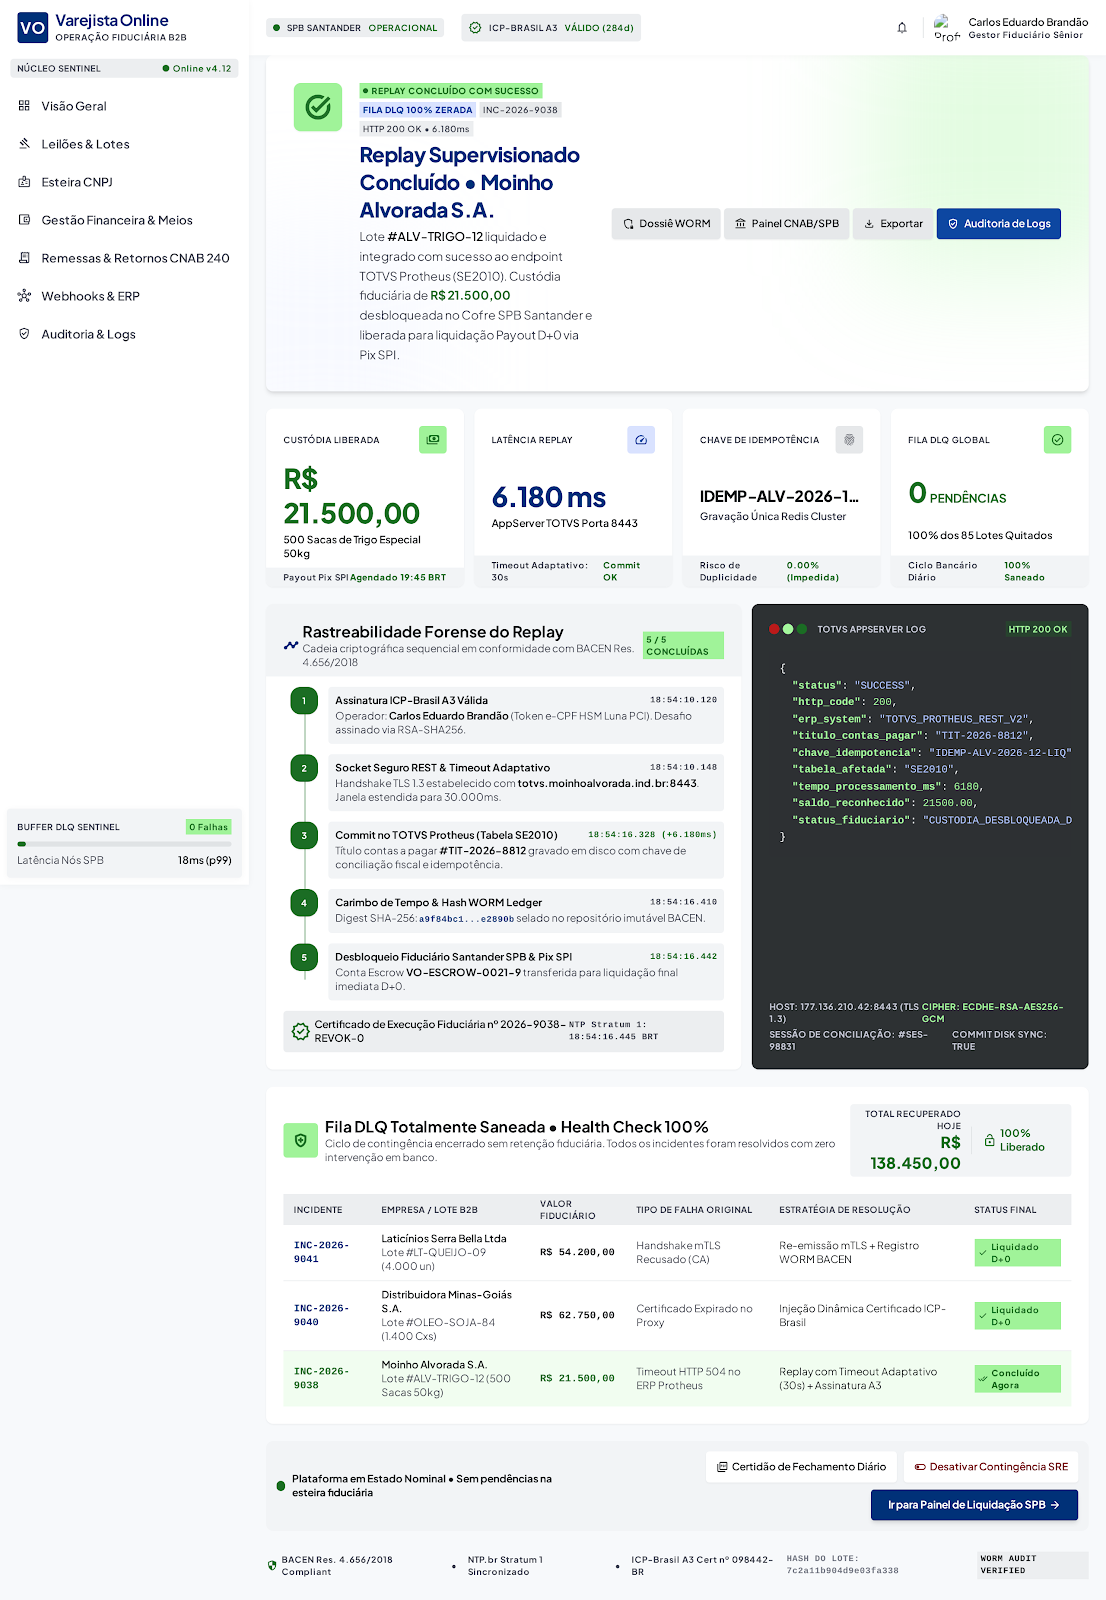 VO
Varejista Online
OPERAÇÃO FIDUCIÁRIA B2B
NÚCLEO SENTINEL
Online v4.12
Visão Geral
Leilões & Lotes
Esteira CNPJ
Gestão Financeira & Meios
Remessas & Retornos CNAB 240
Webhooks & ERP
Auditoria & Logs
BUFFER DLQ SENTINEL
0 Falhas
Latência Nós SPB
18ms (p99)
SPB SANTANDER OPERACIONAL
ICP-BRASIL A3 VÁLIDO (284d)
Carlos Eduardo Brandão
Gestor Fiduciário Sênior
REPLAY CONCLUÍDO COM SUCESSO
FILA DLQ 100% ZERADA
INC-2026-9038
HTTP 200 OK • 6.180ms
Replay Supervisionado
Concluído • Moinho
Alvorada S.A.
Lote #ALV-TRIGO-12 liquidado e
integrado com sucesso ao endpoint
TOTVS Protheus (SE2010). Custódia
fiduciária de R$ 21.500,00
desbloqueada no Cofre SPB Santander e
liberada para liquidação Payout D+0 via
Pix SPI.
Dossiê WORM
Painel CNAB/SPB
Exportar
Auditoria de Logs
CUSTÓDIA LIBERADA
R$
21.500,00
500 Sacas de Trigo Especial
50kg
Payout Pix SPI Agendado 19:45 BRT
LATÊNCIA REPLAY
6.180 ms
AppServer TOTVS Porta 8443
Timeout Adaptativo:
30s
Commit
OK
CHAVE DE IDEMPOTÊNCIA
IDEMP-ALV-2026-1...
Gravação Única Redis Cluster
Risco de
Duplicidade
0.00%
(Impedida)
FILA DLQ GLOBAL
0 PENDÊNCIAS
100% dos 85 Lotes Quitados
Ciclo Bancário
Diário
100%
Saneado
Rastreabilidade Forense do Replay
Cadeia criptográfica sequencial em conformidade com BACEN Res.
4.656/2018
5 / 5
CONCLUÍDAS
1
Assinatura ICP-Brasil A3 Válida
18:54:10.120
Operador: Carlos Eduardo Brandão (Token e-CPF HSM Luna PCI). Desafio
assinado via RSA-SHA256.
2
Socket Seguro REST & Timeout Adaptativo
18:54:10.148
Handshake TLS 1.3 estabelecido com totvs.moinhoalvorada.ind.br:8443.
Janela estendida para 30.000ms.
3
Commit no TOTVS Protheus (Tabela SE2010)
18:54:16.328 (+6.180ms)
Título contas a pagar #TIT-2026-8812 gravado em disco com chave de
conciliação fiscal e idempotência.
4
Carimbo de Tempo & Hash WORM Ledger
18:54:16.410
Digest SHA-256: a9f84bc1...e2890b selado no repositório imutável BACEN.
5
Desbloqueio Fiduciário Santander SPB & Pix SPI
18:54:16.442
Conta Escrow VO-ESCROW-0021-9 transferida para liquidação final
imediata D+0.
Certificado de Execução Fiduciária nº 2026-9038-
REVOK-0
NTP Stratum 1:
18:54:16.445 BRT
TOTVS APPSERVER LOG
HTTP 200 OK
{
"status": "SUCCESS",
"http_code": 200,
"erp_system": "TOTVS_PROTHEUS_REST_V2",
"titulo_contas_pagar": "TIT-2026-8812",
"chave_idempotencia": "IDEMP-ALV-2026-12-LIQ"
"tabela_afetada": "SE2010",
"tempo_processamento_ms": 6180,
"saldo_reconhecido": 21500.00,
"status_fiduciario": "CUSTODIA_DESBLOQUEADA_D
}
HOST: 177.136.210.42:8443 (TLS
1.3)
CIPHER: ECDHE-RSA-AES256-
GCM
SESSÃO DE CONCILIAÇÃO: #SES-
98831
COMMIT DISK SYNC:
TRUE
Fila DLQ Totalmente Saneada • Health Check 100%
Ciclo de contingência encerrado sem retenção fiduciária. Todos os incidentes foram resolvidos com zero
intervenção em banco.
TOTAL RECUPERADO
HOJE
R$
138.450,00
100%
Liberado
INCIDENTE
EMPRESA / LOTE B2B
VALOR
FIDUCIÁRIO
TIPO DE FALHA ORIGINAL
ESTRATÉGIA DE RESOLUÇÃO
STATUS FINAL
INC-2026-
9041
Laticínios Serra Bella Ltda
Lote #LT-QUEIJO-09
(4.000 un)
R$ 54.200,00
Handshake mTLS
Recusado (CA)
Re-emissão mTLS + Registro
WORM BACEN
Liquidado
D+0
INC-2026-
9040
Distribuidora Minas-Goiás
S.A.
Lote #OLEO-SOJA-84
(1.400 Cxs)
R$ 62.750,00
Certificado Expirado no
Proxy
Injeção Dinâmica Certificado ICP-
Brasil
Liquidado
D+0
INC-2026-
9038
Moinho Alvorada S.A.
Lote #ALV-TRIGO-12 (500
Sacas 50kg)
R$ 21.500,00
Timeout HTTP 504 no
ERP Protheus
Replay com Timeout Adaptativo
(30s) + Assinatura A3
Concluído
Agora
Plataforma em Estado Nominal • Sem pendências na
esteira fiduciária
Certidão de Fechamento Diário
Desativar Contingência SRE
Ir para Painel de Liquidação SPB →
BACEN Res. 4.656/2018
Compliant
•
NTP.br Stratum 1
Sincronizado
•
ICP-Brasil A3 Cert nº 098442-
BR
HASH DO LOTE:
7c2a11b904d9e03fa338
WORM AUDIT
VERIFIED